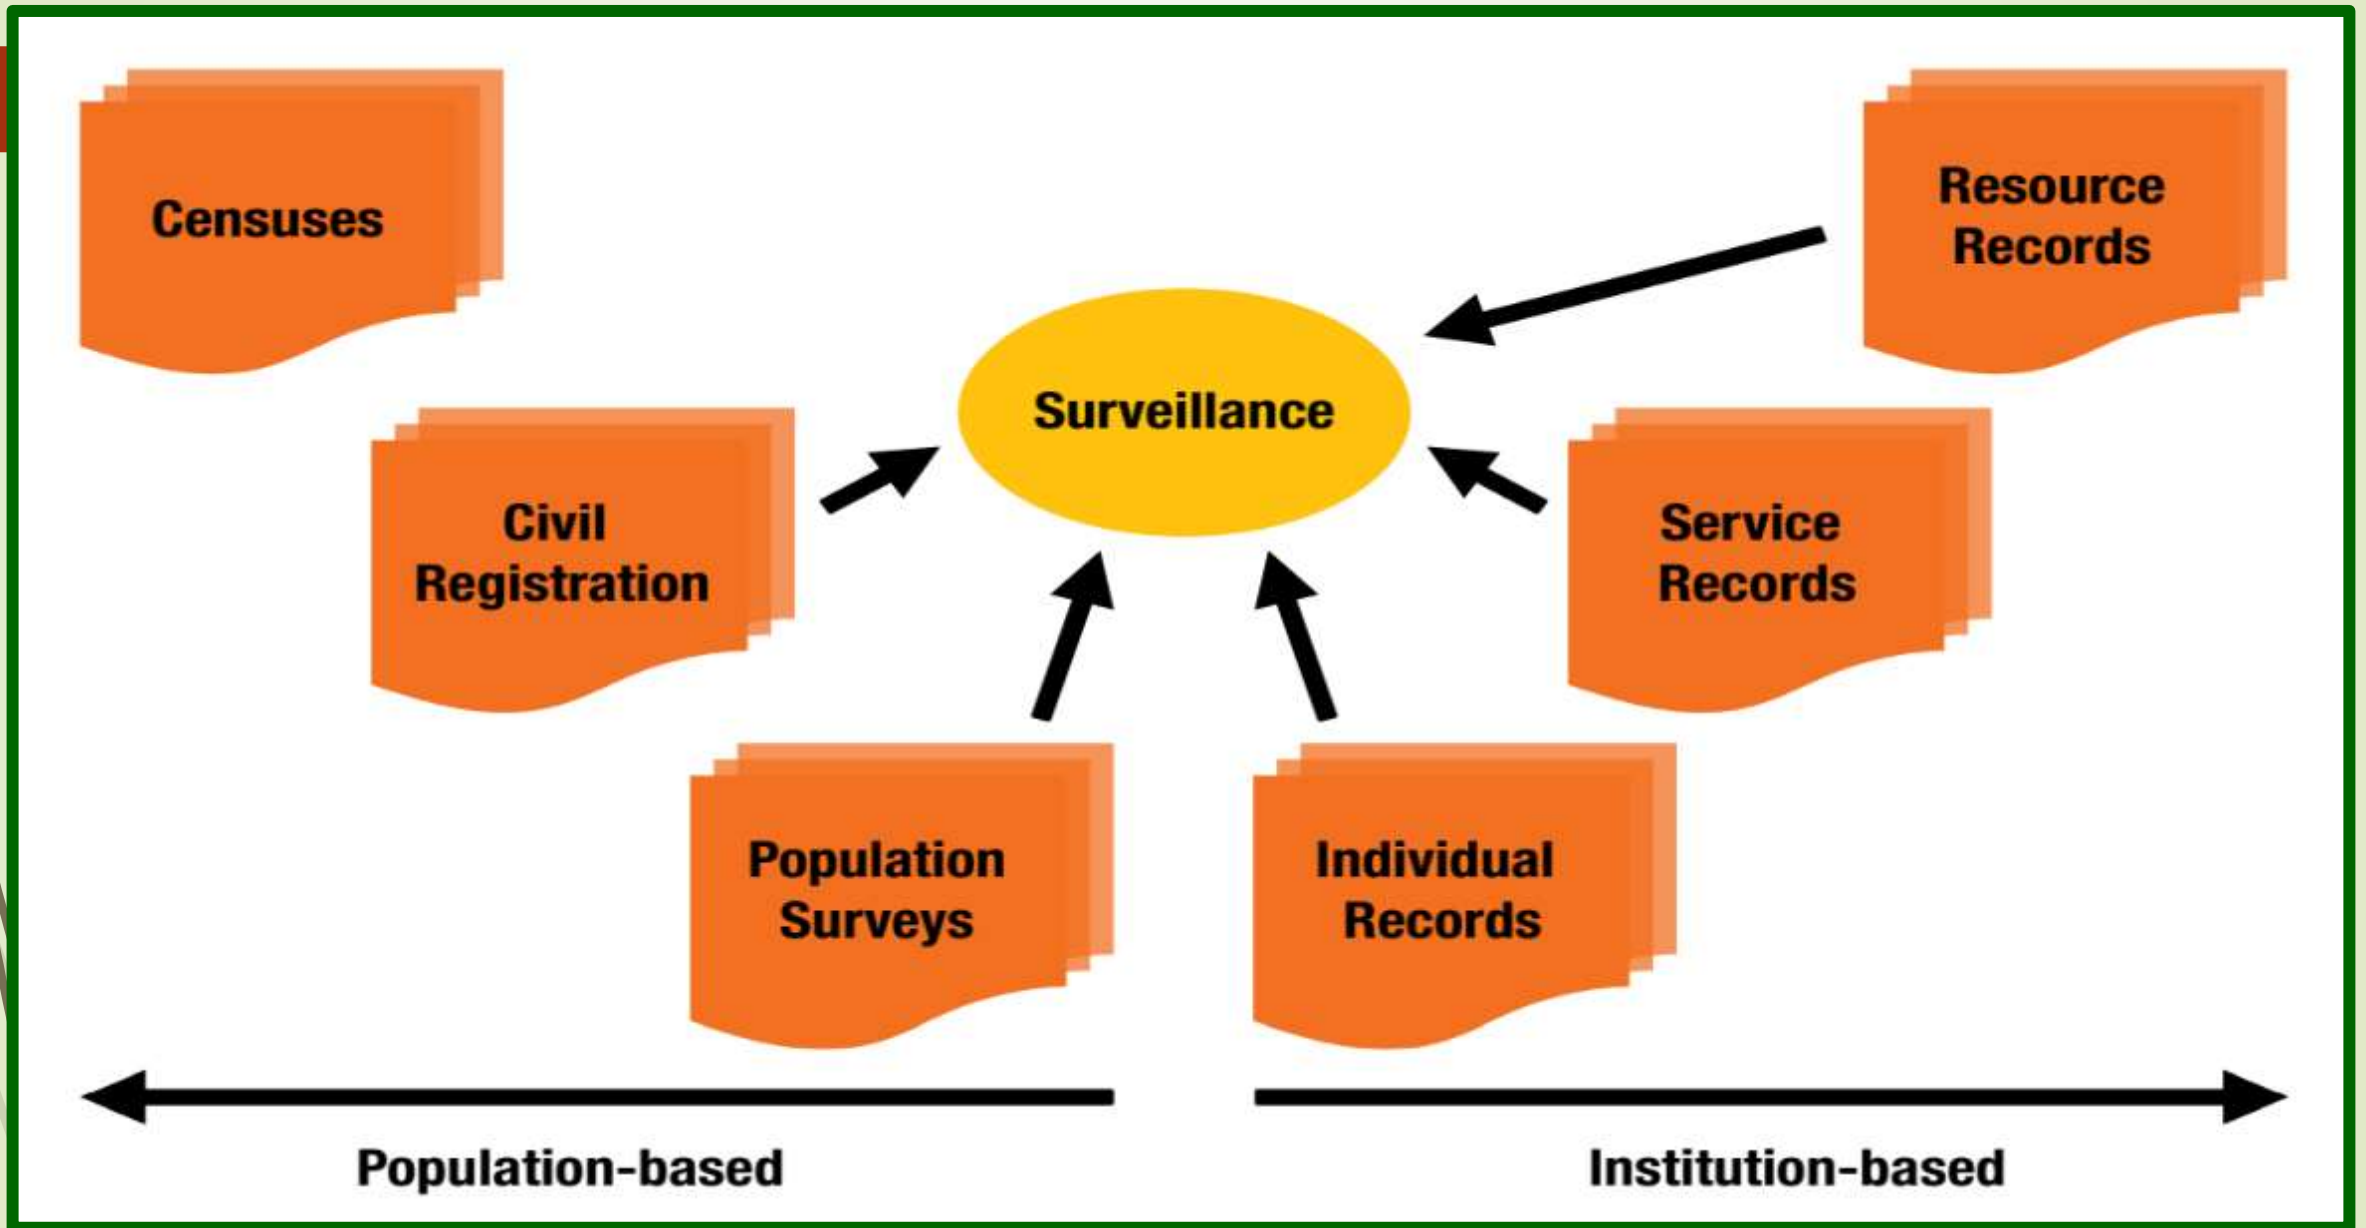 Censuses
Resource
Records
Surveillance
Civil
Registration
Service
Records
Population
Surveys
Individual
Records
Population-based
Institution-based